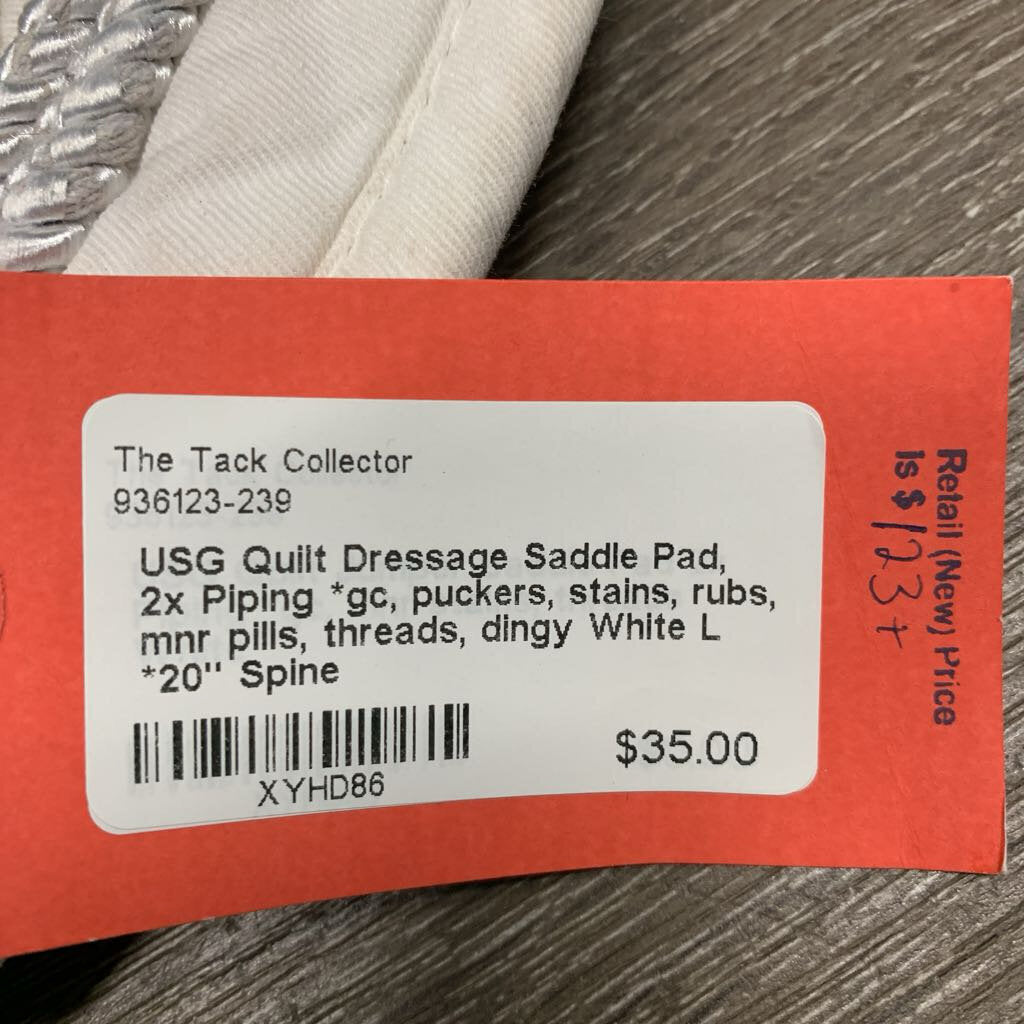 The Tack Collector
936123-239
USG Quilt Dressage Saddle Pad,
2x Piping *gc, puckers, stains, rubs,
mnr pills, threads, dingy White L
*20" Spine
XYHD86
$35.00
Retail (New) Price
Is $ 123+